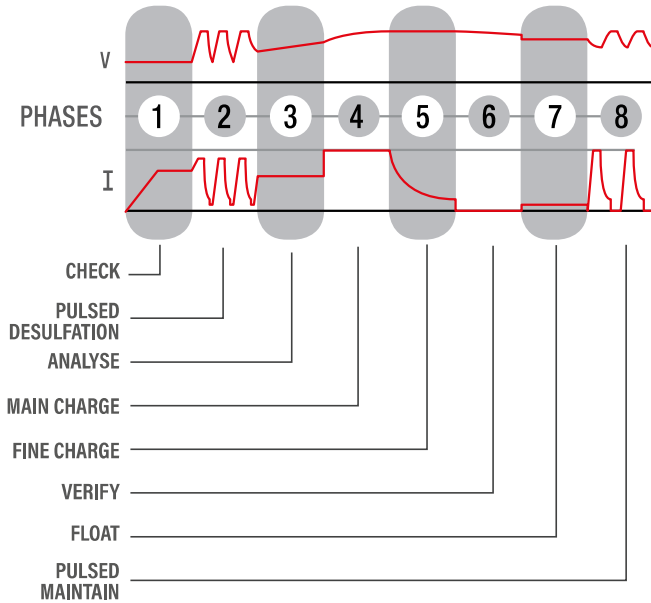 V
PHASES 1 2 3 4 5 6 7 8
I
CHECK
PULSED
DESULFATION
ANALYSE
MAIN CHARGE
FINE CHARGE
VERIFY
FLOAT
PULSED
MAINTAIN